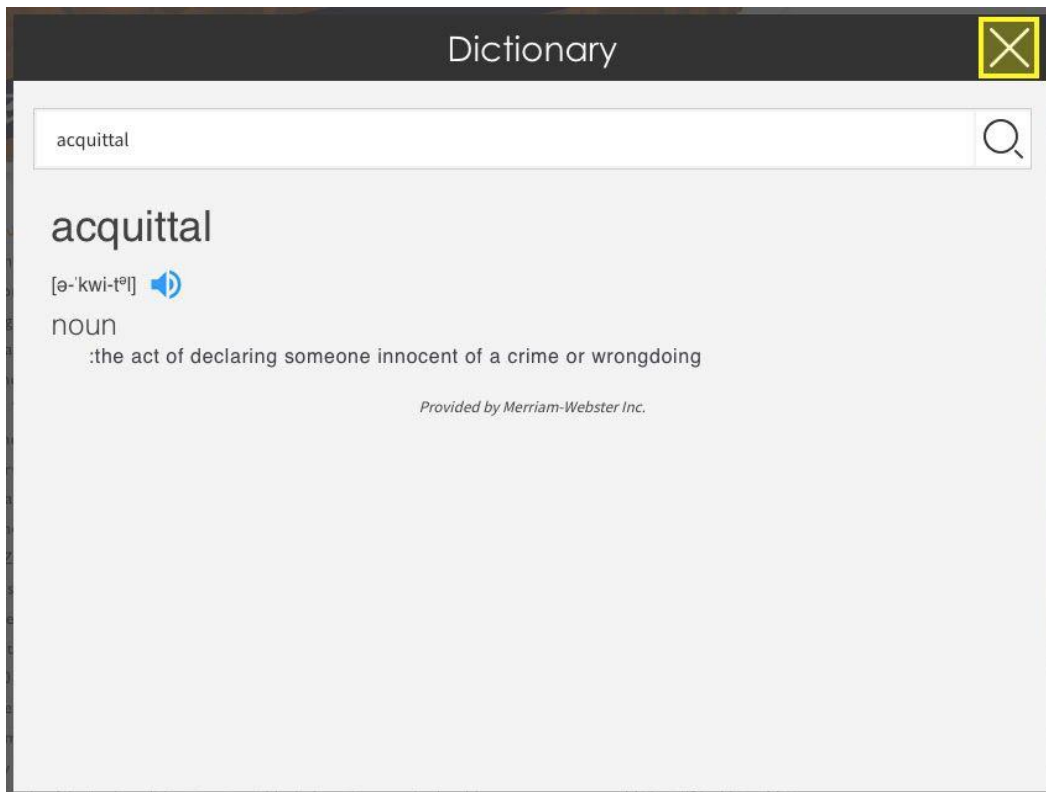 Dictionary
acquittal
acquittal
[ə-ˈkwi-tᵊl]
noun
:the act of declaring someone innocent of a crime or wrongdoing
Provided by Merriam-Webster Inc.